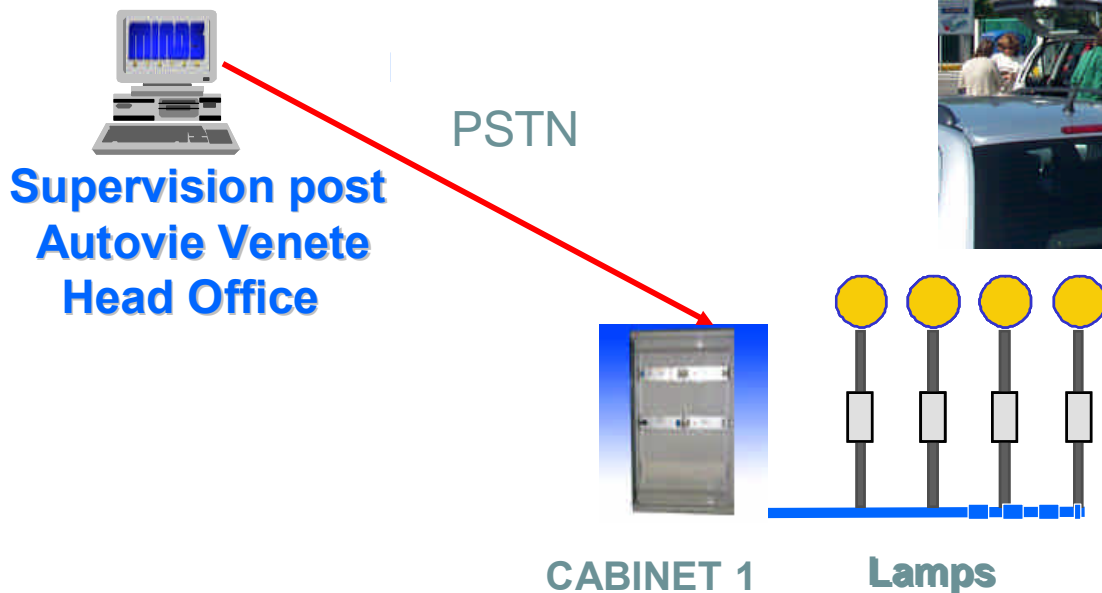 PSTN
Supervision post
Autovie Venete
Head Office
CABINET 1
Lamps